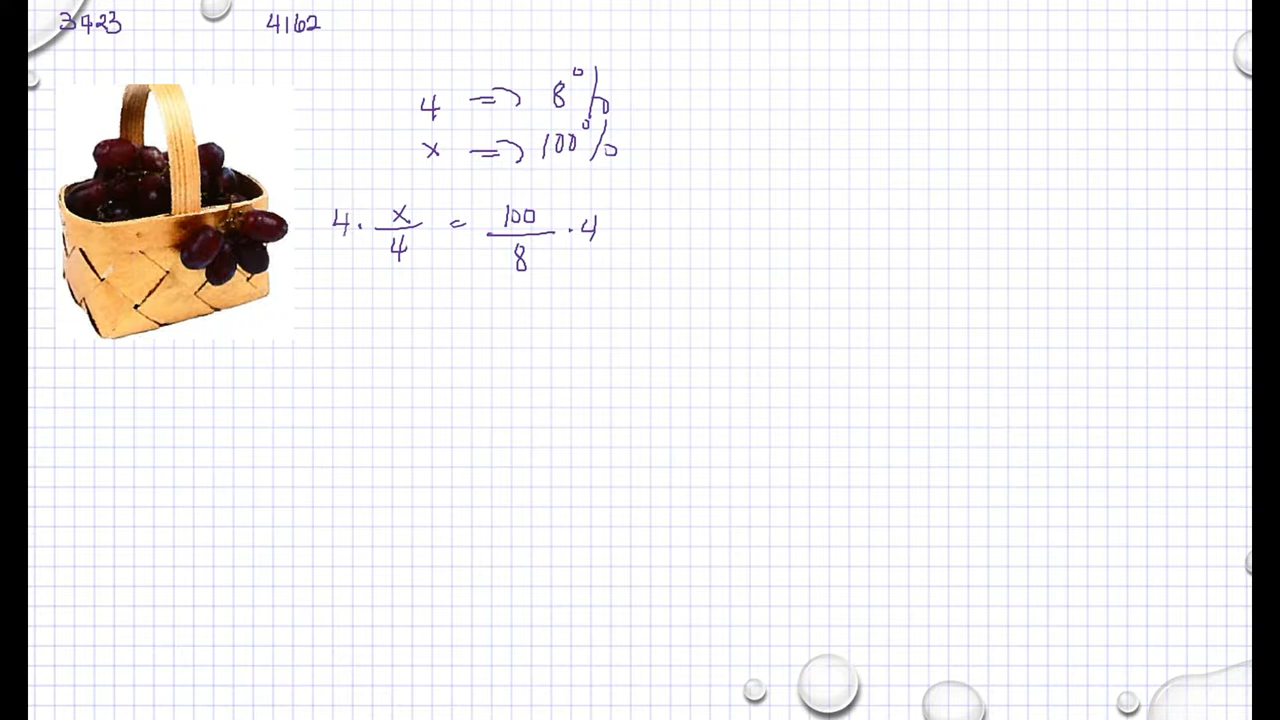 3423 4162
4 => 8%
x => 100%
4 · x/4 = 100/8 · 4